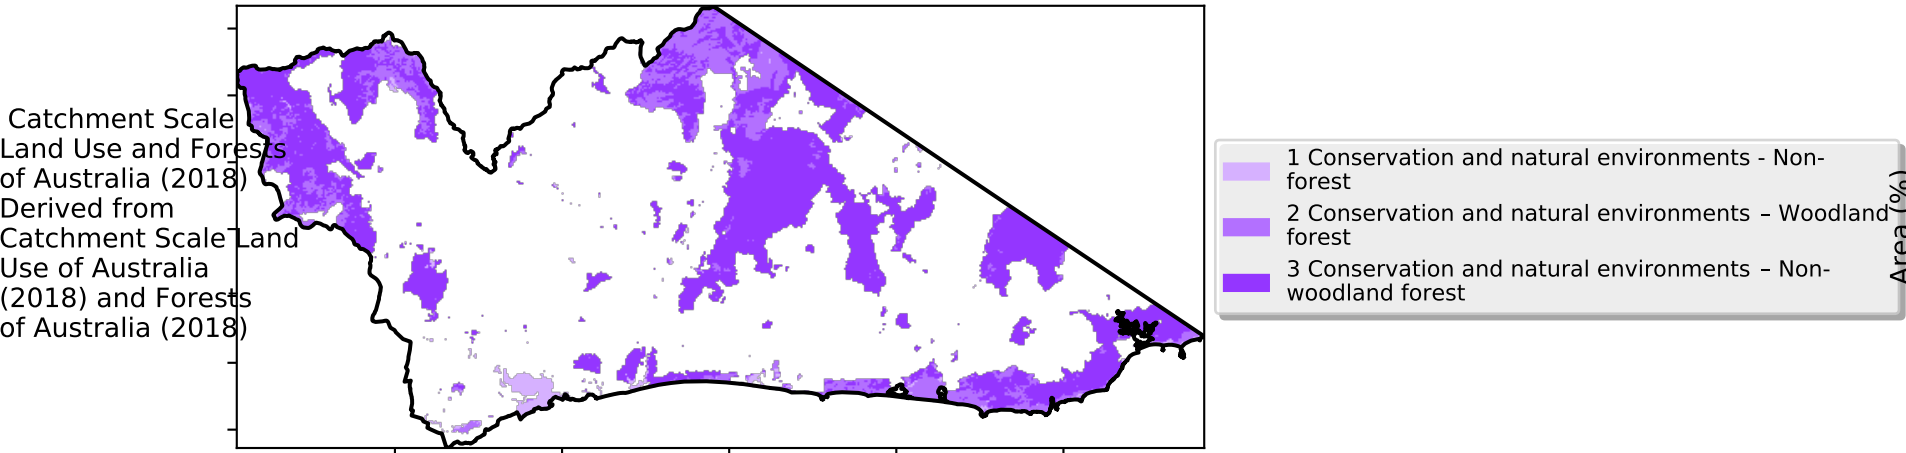 Catchment Scale
Land Use and Forests
of Australia (2018)
Derived from
Catchment Scale Land
Use of Australia
(2018) and Forests
of Australia (2018)
1 Conservation and natural environments - Non-
forest
2 Conservation and natural environments – Woodland
forest
3 Conservation and natural environments – Non-
woodland forest
Area (%)